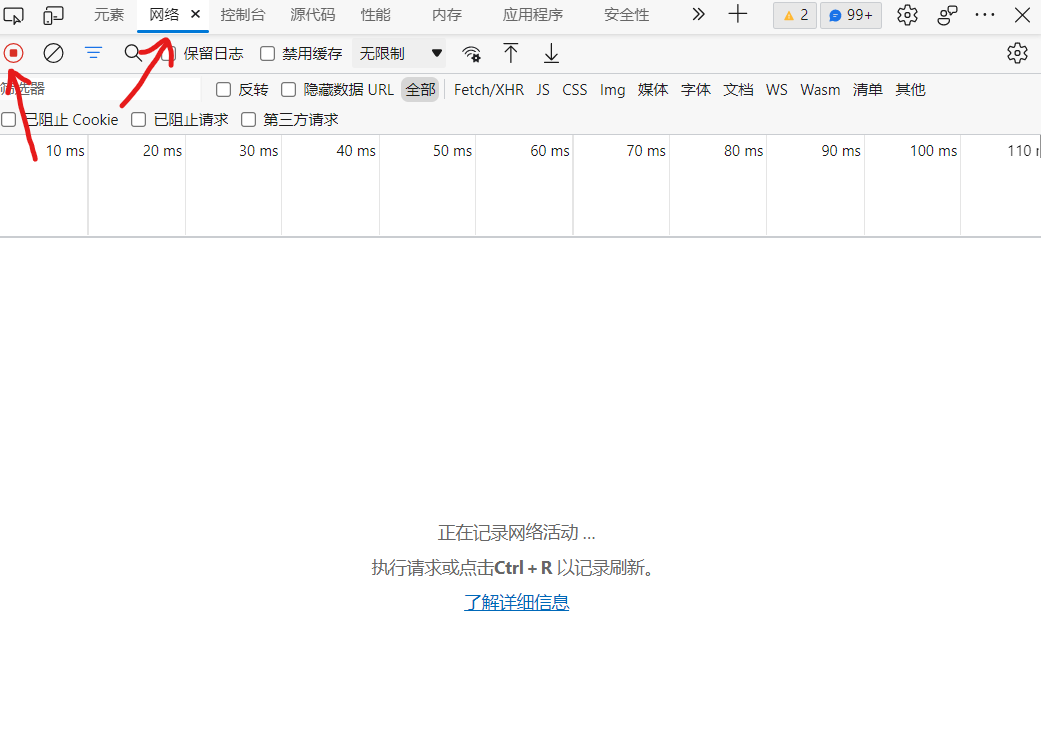 元素 网络 控制台 源代码 性能 内存 应用程序 安全性 2 99+
保留日志 禁用缓存 无限制
筛选器 反转 隐藏数据 URL 全部 Fetch/XHR JS CSS Img 媒体 字体 文档 WS Wasm 清单 其他
已阻止 Cookie 已阻止请求 第三方请求
10 ms 20 ms 30 ms 40 ms 50 ms 60 ms 70 ms 80 ms 90 ms 100 ms 110
正在记录网络活动 ...
执行请求或点击Ctrl + R 以记录刷新。
了解详细信息